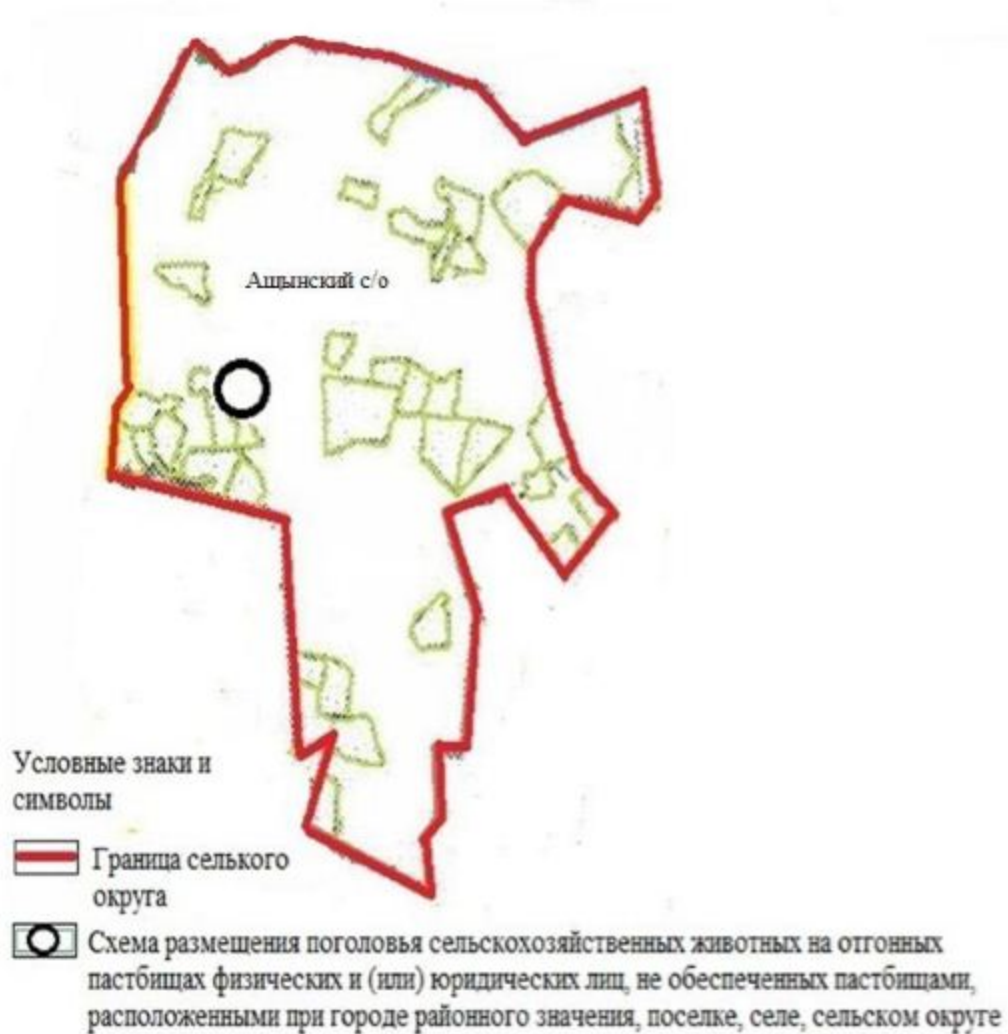 Ащынский с/о
Условные знаки и
символы
Граница селького
округа
Схема размещения поголовья сельскохозяйственных животных на отгонных
пастбищах физических и (или) юридических лиц, не обеспеченных пастбищами,
расположенными при городе районного значения, поселке, селе, сельском округе